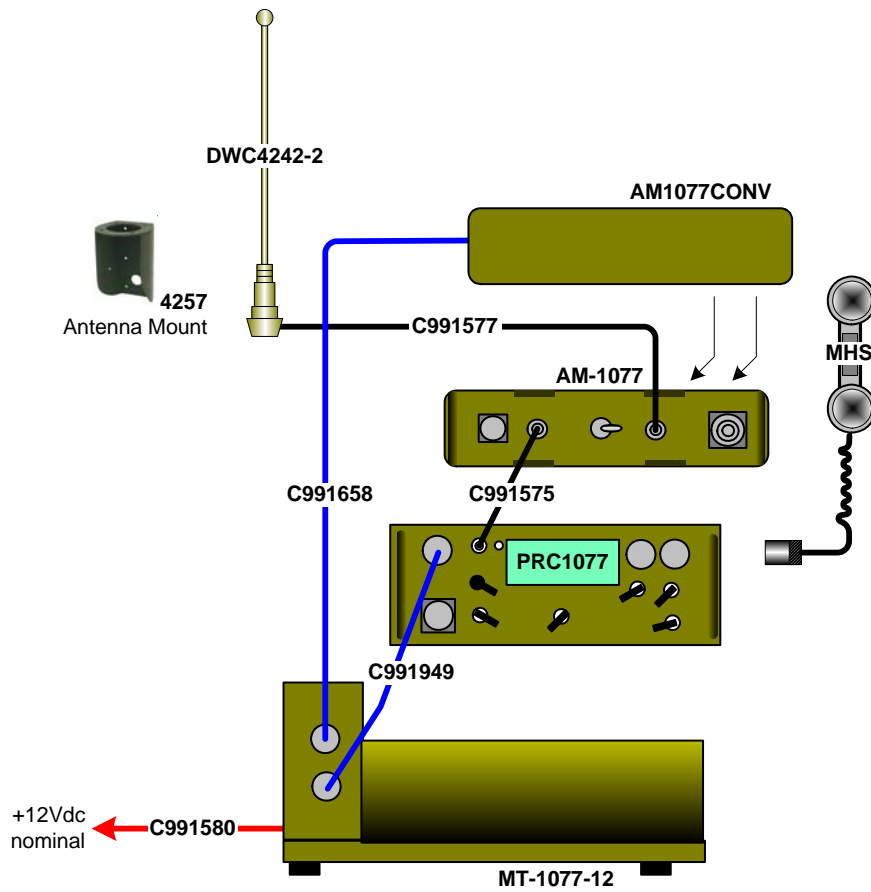 DWC4242-2
AM1077CONV
4257
Antenna Mount
C991577
MHS
AM-1077
C991658
C991575
PRC1077
C991949
+12Vdc
nominal
C991580
MT-1077-12